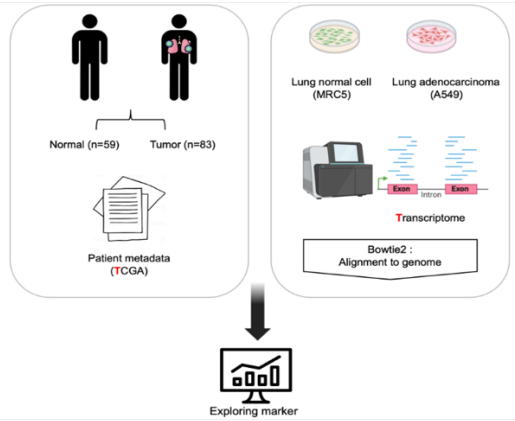 Normal (n=59) Tumor (n=83)
Patient metadata
(TCGA)
Lung normal cell
(MRC5)
Lung adenocarcinoma
(A549)
Exon Exon
Intron
Transcriptome
Bowtie2 :
Alignment to genome
Exploring marker